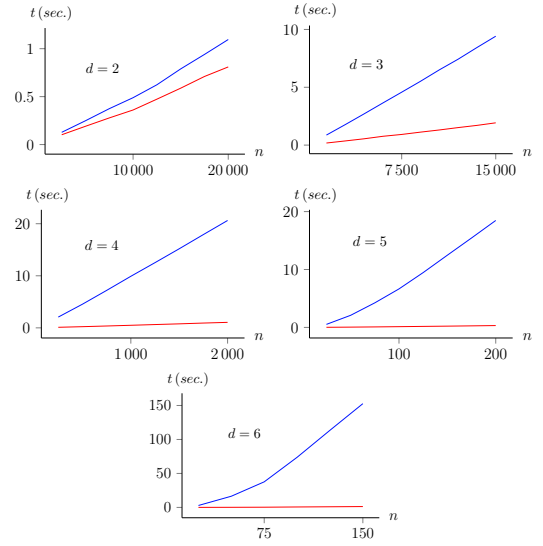 t (sec.)
1
0.5
0
d = 2
10 000
20 000
n
t (sec.)
10
5
0
d = 3
7 500
15 000
n
t (sec.)
20
10
0
d = 4
1 000
2 000
n
t (sec.)
20
10
0
d = 5
100
200
n
t (sec.)
150
100
50
0
d = 6
75
150
n